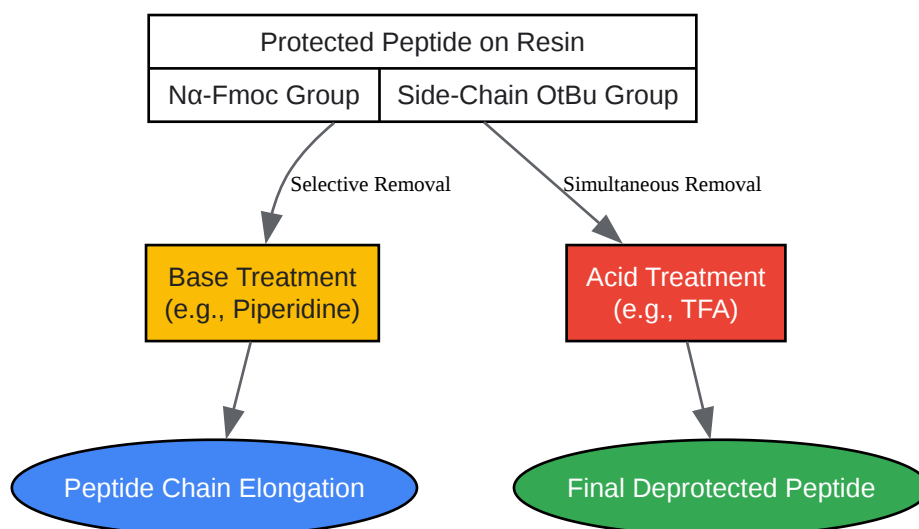 Protected Peptide on Resin
Nα-Fmoc Group
Side-Chain OtBu Group
Selective Removal
Simultaneous Removal
Base Treatment
(e.g., Piperidine)
Acid Treatment
(e.g., TFA)
Peptide Chain Elongation
Final Deprotected Peptide